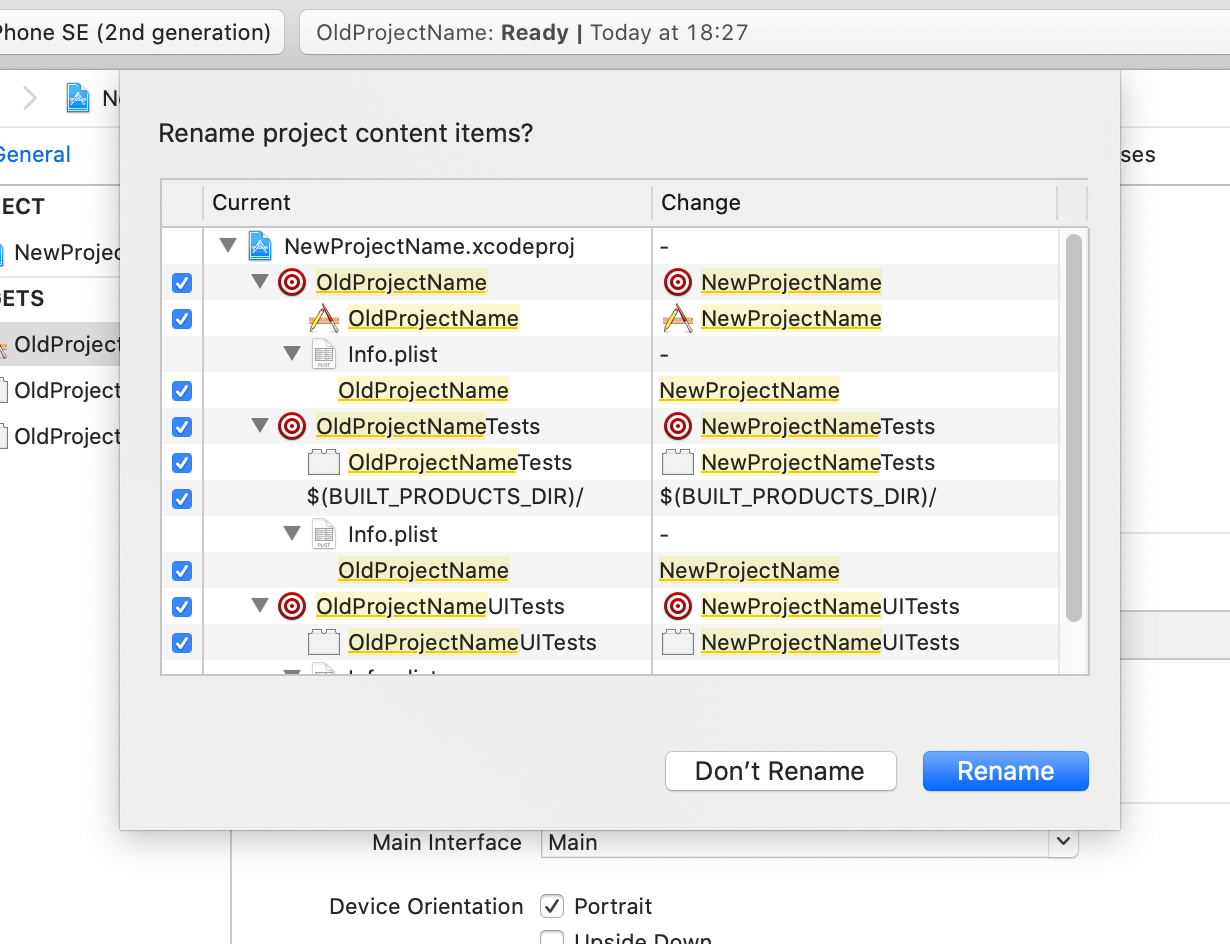 Phone SE (2nd generation) OldProjectName: Ready | Today at 18:27
General
Rename project content items?
ECT
NewProjec
ETS
OldProject
OldProject
OldProject
Current Change
NewProjectName.xcodeproj -
OldProjectName NewProjectName
OldProjectName NewProjectName
Info.plist -
OldProjectName NewProjectName
OldProjectNameTests NewProjectNameTests
OldProjectNameTests NewProjectNameTests
$(BUILT_PRODUCTS_DIR)/ $(BUILT_PRODUCTS_DIR)/
Info.plist -
OldProjectName NewProjectName
OldProjectNameUITests NewProjectNameUITests
OldProjectNameUITests NewProjectNameUITests
Don’t Rename Rename
ses
Main Interface Main
Device Orientation Portrait
Upside Down